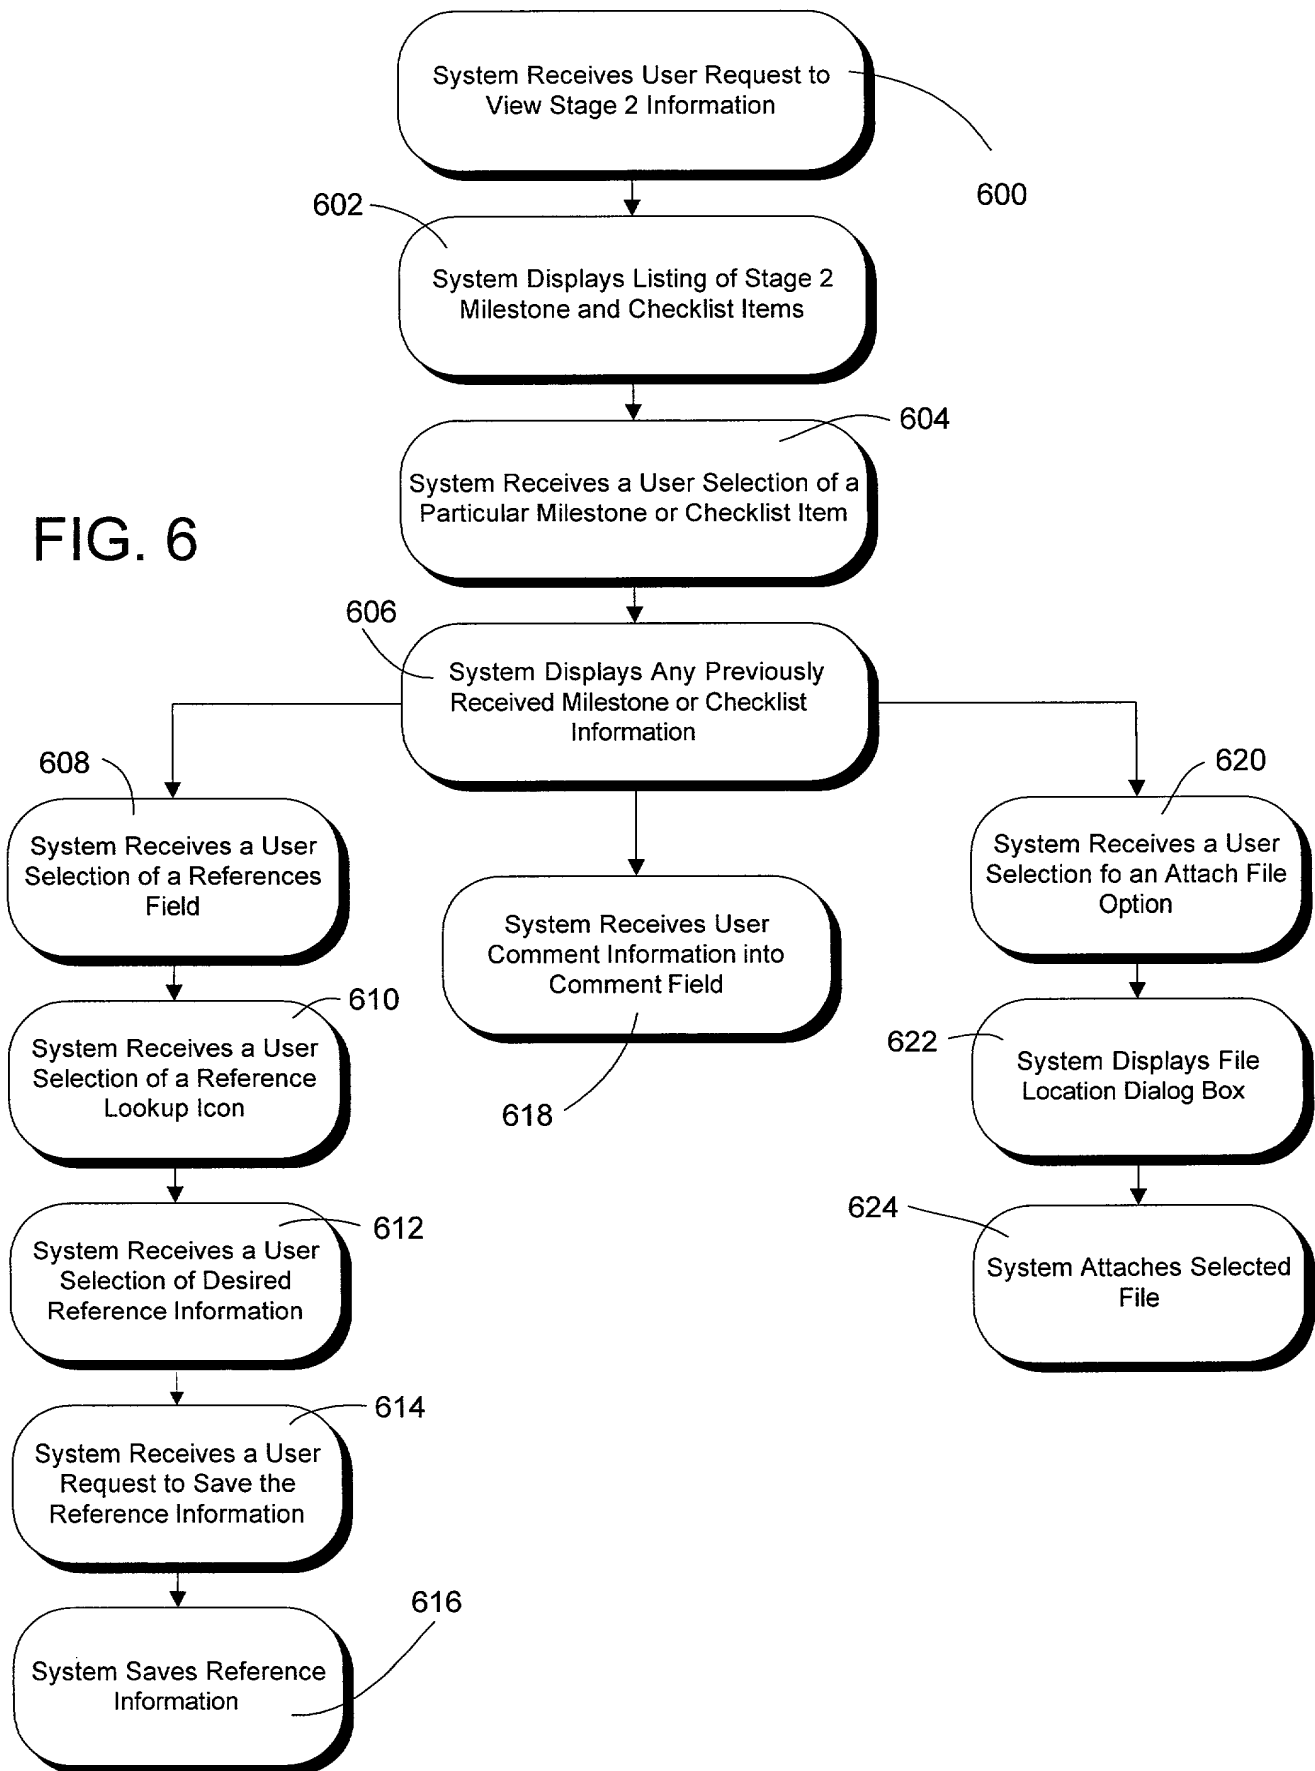 System Receives User Request to
View Stage 2 Information
600
602
System Displays Listing of Stage 2
Milestone and Checklist Items
604
System Receives a User Selection of a
Particular Milestone or Checklist Item
FIG. 6
606
System Displays Any Previously
Received Milestone or Checklist
Information
608
System Receives a User
Selection of a References
Field
610
System Receives a User
Selection of a Reference
Lookup Icon
612
System Receives a User
Selection of Desired
Reference Information
614
System Receives a User
Request to Save the
Reference Information
616
System Saves Reference
Information
System Receives User
Comment Information into
Comment Field
618
620
System Receives a User
Selection fo an Attach File
Option
622
System Displays File
Location Dialog Box
624
System Attaches Selected
File